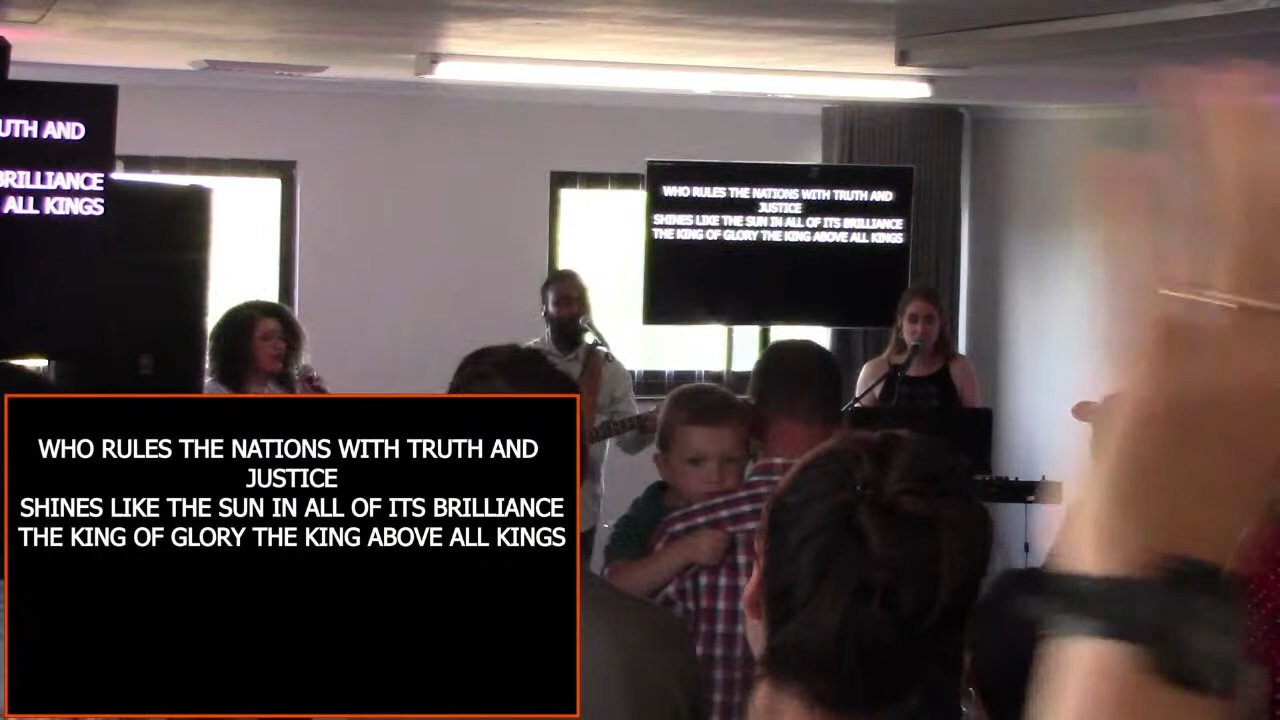 UTH AND
BRILLIANCE
ALL KINGS
WHO RULES THE NATIONS WITH TRUTH AND
JUSTICE
SHINES LIKE THE SUN IN ALL OF ITS BRILLIANCE
THE KING OF GLORY THE KING ABOVE ALL KINGS
WHO RULES THE NATIONS WITH TRUTH AND
JUSTICE
SHINES LIKE THE SUN IN ALL OF ITS BRILLIANCE
THE KING OF GLORY THE KING ABOVE ALL KINGS